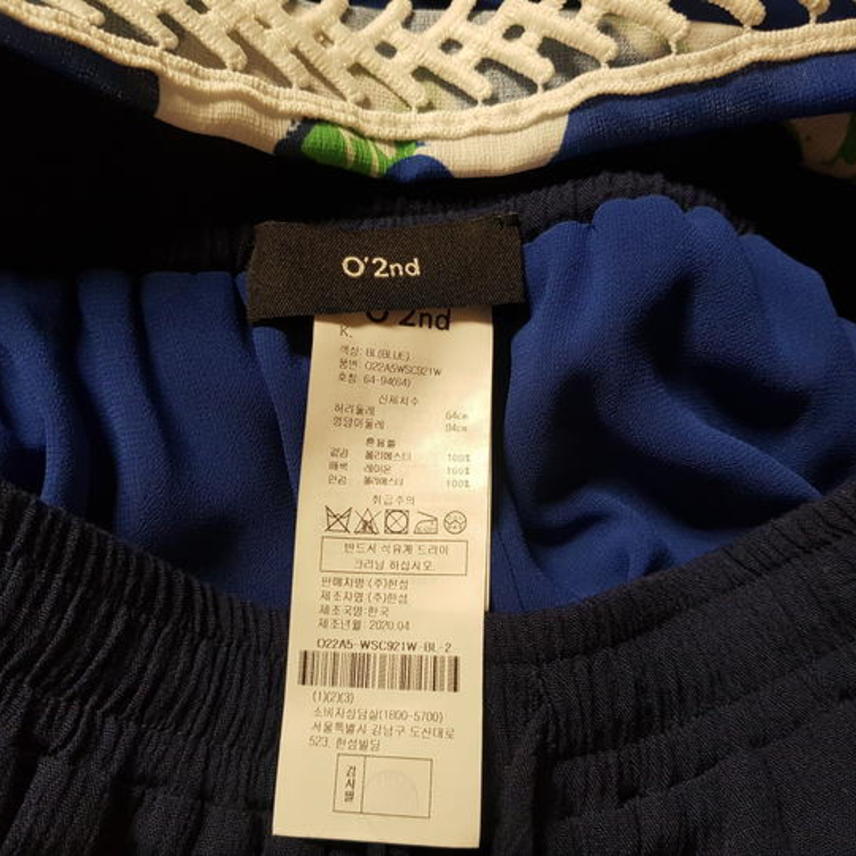 O'2nd
O'2nd
K.
색상: BL(BLUE)
품번: O22A5WSC921W
호칭: 64-94(64)
신체치수
허리둘레 64cm
엉덩이둘레 94cm
혼용률
겉감 폴리에스터 100%
배색 레이온 100%
안감 폴리에스터 100%
취급주의
반드시 석유계 드라이
크리닝 하십시오.
판매자명:(주)한섬
제조자명:(주)한섬
제조국명:한국
제조년월: 2020.04
O22A5-WSC921W-BL-2
(1)(2)(3)
소비자상담실(1800-5700)
서울특별시 강남구 도산대로
523, 한섬빌딩
검사필